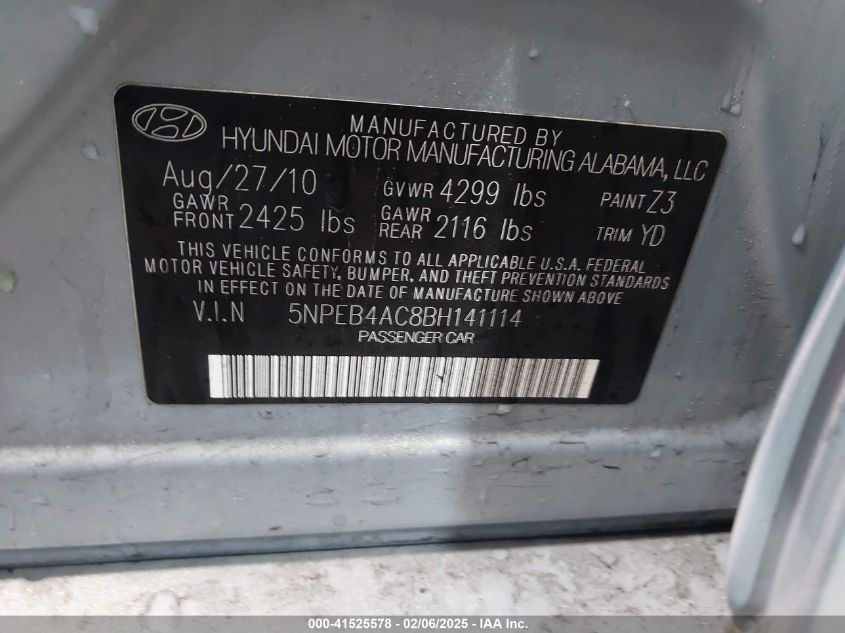 MANUFACTURED BY
HYUNDAI MOTOR MANUFACTURING ALABAMA, LLC
Aug/27/10 GVWR 4299 lbs PAINT Z3
GAWR FRONT 2425 lbs GAWR REAR 2116 lbs TRIM YD
THIS VEHICLE CONFORMS TO ALL APPLICABLE U.S.A. FEDERAL
MOTOR VEHICLE SAFETY, BUMPER, AND THEFT PREVENTION STANDARDS
IN EFFECT ON THE DATE OF MANUFACTURE SHOWN ABOVE.
V.I.N 5NPEB4AC8BH141114
PASSENGER CAR
000-41525578 - 02/06/2025 - IAA Inc.